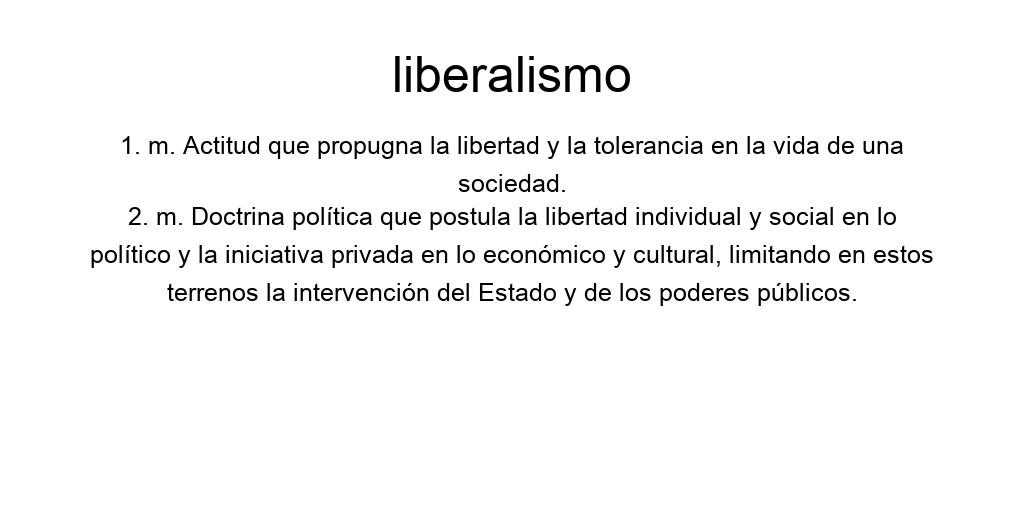 liberalismo
1. m. Actitud que propugna la libertad y la tolerancia en la vida de una
sociedad.
2. m. Doctrina política que postula la libertad individual y social en lo
político y la iniciativa privada en lo económico y cultural, limitando en estos
terrenos la intervención del Estado y de los poderes públicos.